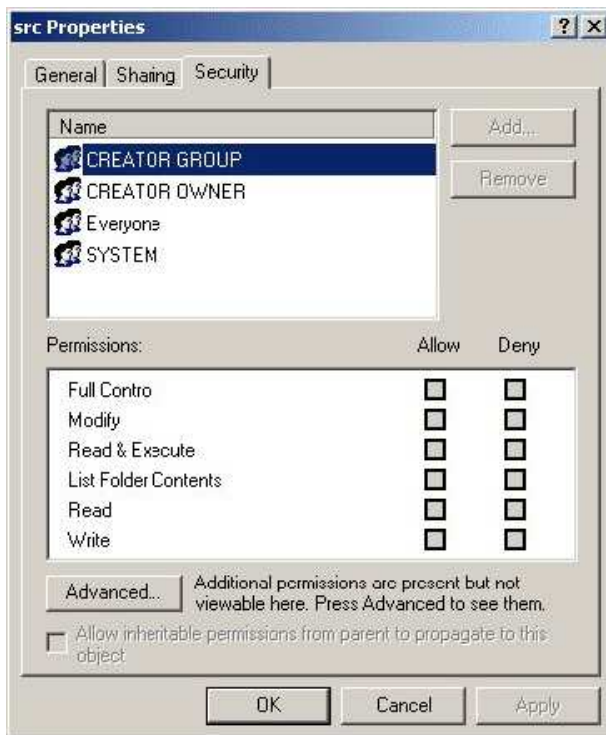 src Properties
General Sharing Security
Name
Add...
CREATOR GROUP
Remove
CREATOR OWNER
Everyone
SYSTEM
Permissions: Allow Deny
Full Contro
Modify
Read & Execute
List Folder Contents
Read
Write
Advanced...
Additional permissions are present but not
viewable here. Press Advanced to see them.
Allow inheritable permissions from parent to propagate to this
object
OK Cancel Apply